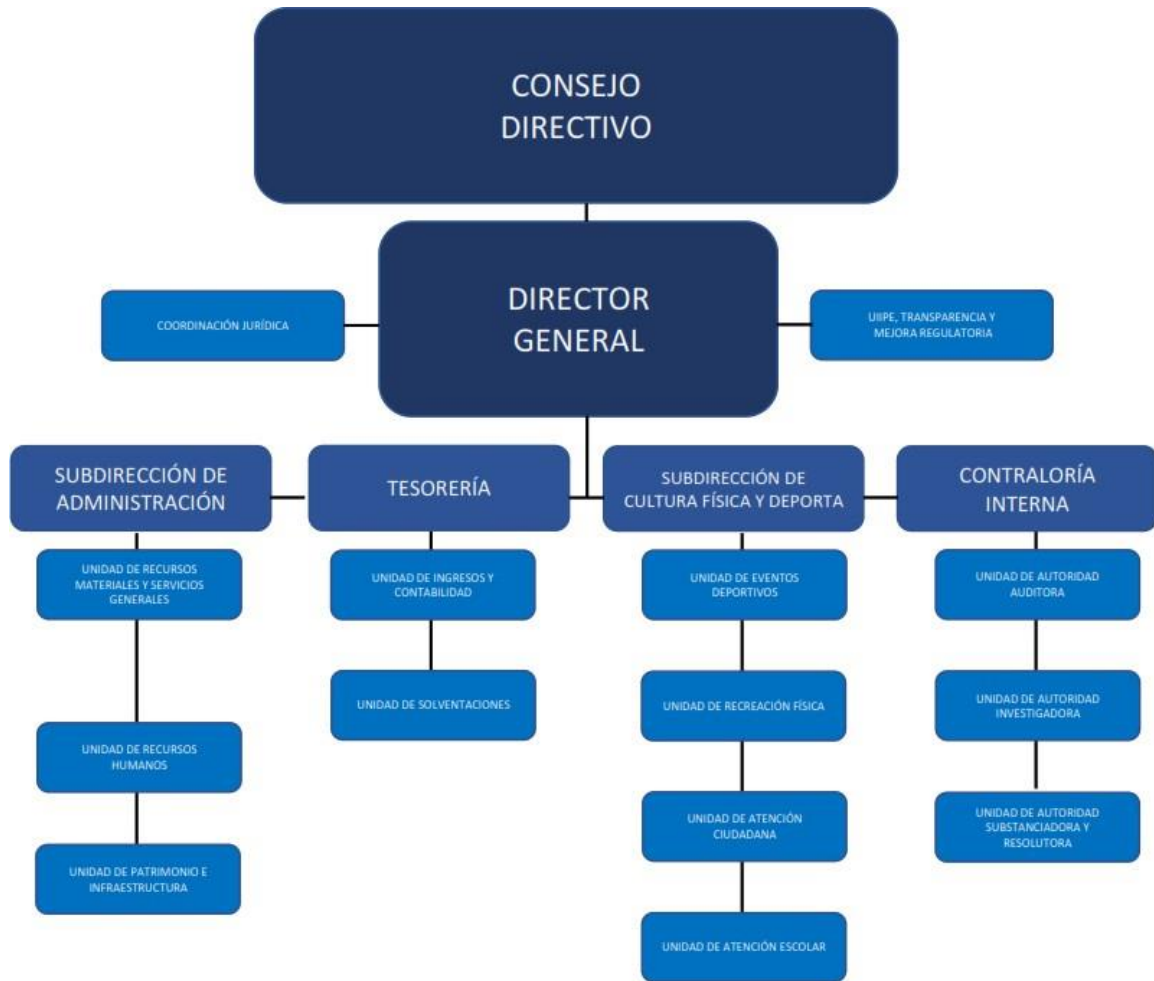 CONSEJO
DIRECTIVO
DIRECTOR
GENERAL
COORDINACIÓN JURÍDICA
UIIPE, TRANSPARENCIA Y
MEJORA REGULATORIA
SUBDIRECCIÓN DE
ADMINISTRACIÓN
TESORERÍA
SUBDIRECCIÓN DE
CULTURA FÍSICA Y DEPORTA
CONTRALORÍA
INTERNA
UNIDAD DE RECURSOS
MATERIALES Y SERVICIOS
GENERALES
UNIDAD DE INGRESOS Y
CONTABILIDAD
UNIDAD DE EVENTOS
DEPORTIVOS
UNIDAD DE AUTORIDAD
AUDITORA
UNIDAD DE SOLVENTACIONES
UNIDAD DE RECREACIÓN FÍSICA
UNIDAD DE AUTORIDAD
INVESTIGADORA
UNIDAD DE RECURSOS
HUMANOS
UNIDAD DE ATENCIÓN
CIUDADANA
UNIDAD DE AUTORIDAD
SUBSTANCIADORA Y
RESOLUTORA
UNIDAD DE PATRIMONIO E
INFRAESTRUCTURA
UNIDAD DE ATENCIÓN ESCOLAR